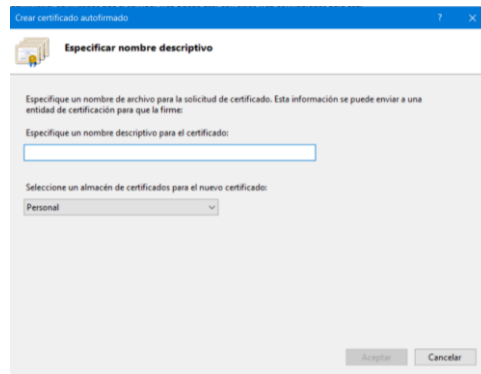 Crear certificado autofirmado
Especificar nombre descriptivo
Especifique un nombre de archivo para la solicitud de certificado. Esta información se puede enviar a una
entidad de certificación para que la firme:
Especifique un nombre descriptivo para el certificado:
Seleccione un almacén de certificados para el nuevo certificado:
Personal
Aceptar
Cancelar